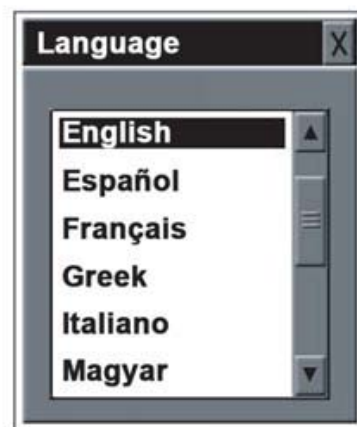 Language X
English
Español
Français
Greek
Italiano
Magyar